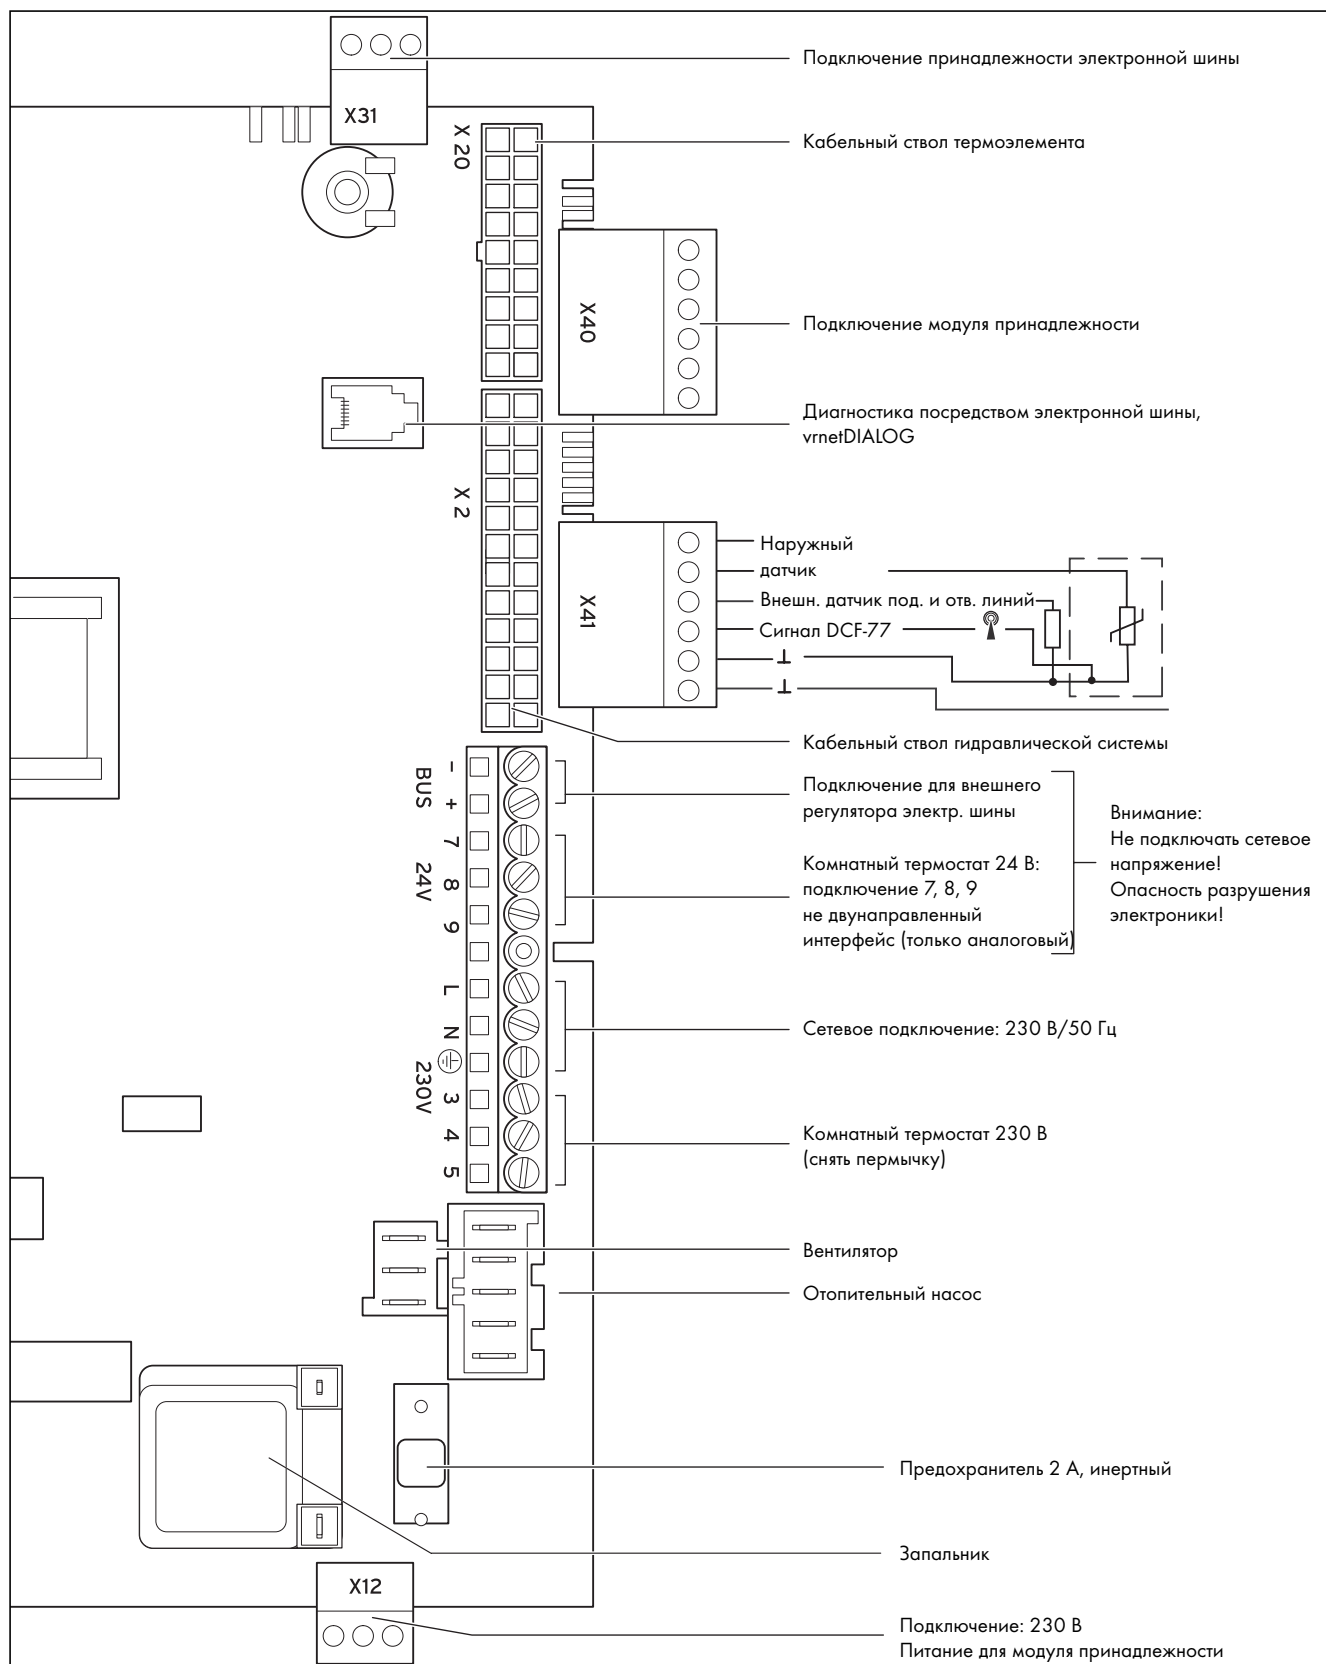 Подключение принадлежности электронной шины
X31
X 20
Кабельный ствол термоэлемента
X40
Подключение модуля принадлежности
Диагностика посредством электронной шины,
vrnetDIALOG
X 2
X41
Наружный
датчик
Внешн. датчик под. и отв. линий
Сигнал DCF-77
Кабельный ствол гидравлической системы
BUS
-
+
Подключение для внешнего
регулятора электр. шины
24V
7
8
9
Комнатный термостат 24 В:
подключение 7, 8, 9
не двунаправленный
интерфейс (только аналоговый)
Внимание:
Не подключать сетевое
напряжение!
Опасность разрушения
электроники!
L
N
Сетевое подключение: 230 В/50 Гц
230V
3
4
5
Комнатный термостат 230 В
(снять пермычку)
Вентилятор
Отопительный насос
Предохранитель 2 А, инертный
Запальник
X12
Подключение: 230 В
Питание для модуля принадлежности